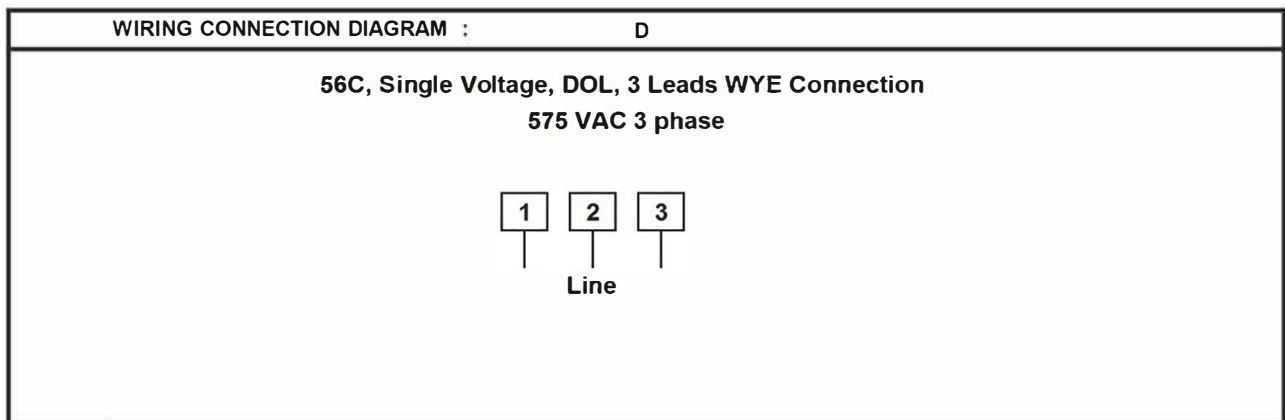 WIRING CONNECTION DIAGRAM : D
56C, Single Voltage, DOL, 3 Leads WYE Connection
575 VAC 3 phase
1 2 3
Line